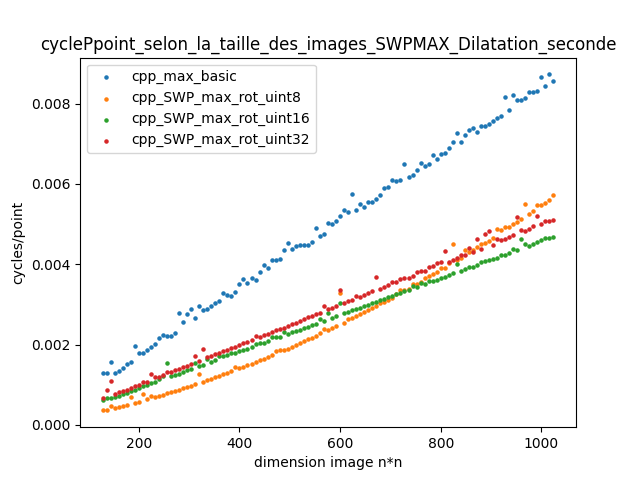 cyclePpoint_selon_la_taille_des_images_SWPMAX_Dilatation_seconde
cpp_max_basic
cpp_SWP_max_rot_uint8
cpp_SWP_max_rot_uint16
cpp_SWP_max_rot_uint32
cycles/point
0.008
0.006
0.004
0.002
0.000
200 400 600 800 1000
dimension image n*n